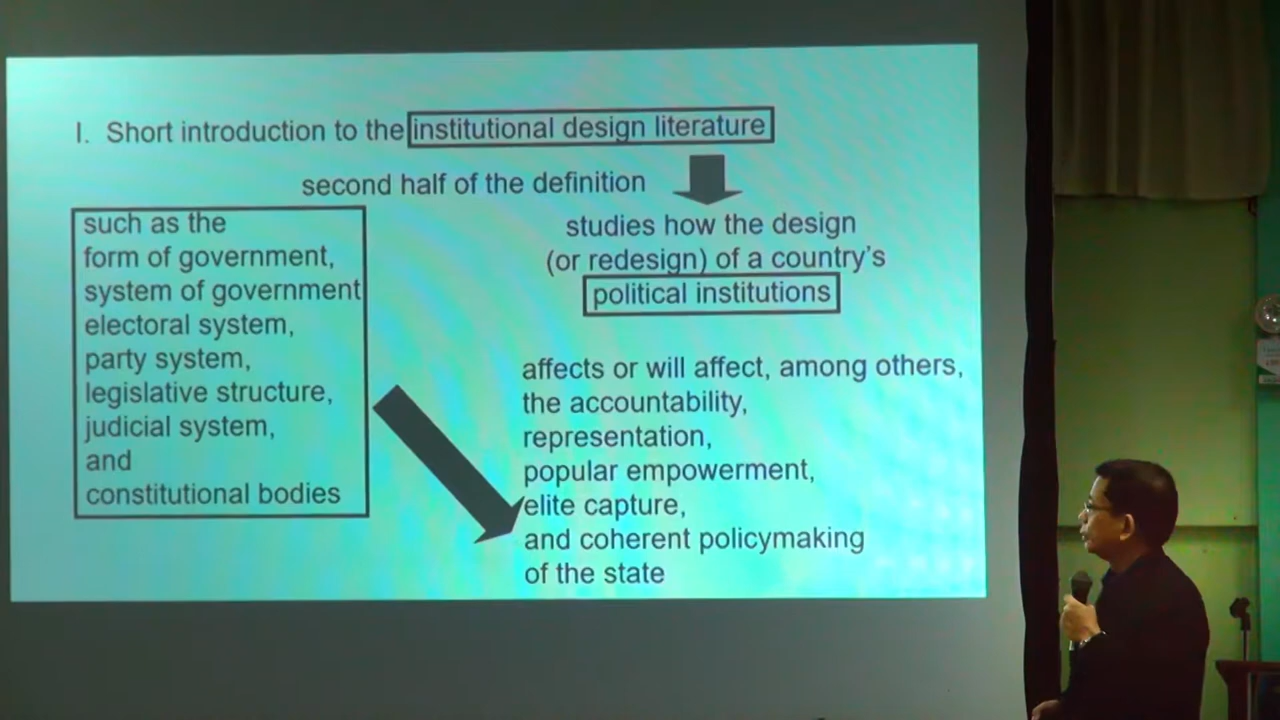 I. Short introduction to the institutional design literature
second half of the definition
such as the
form of government,
system of government
electoral system,
party system,
legislative structure,
judicial system,
and
constitutional bodies
studies how the design
(or redesign) of a country's
political institutions
affects or will affect, among others,
the accountability,
representation,
popular empowerment,
elite capture,
and coherent policymaking
of the state